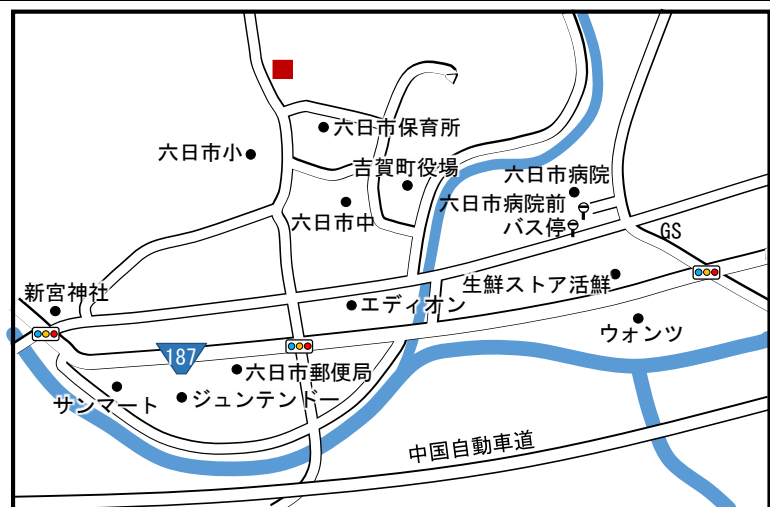 六日市保育所
六日市小
吉賀町役場
六日市病院
六日市病院前
バス停
六日市中
GS
生鮮ストア活鮮
新宮神社
エディオン
ウォンツ
187
六日市郵便局
サンマート
ジュンテンドー
中国自動車道